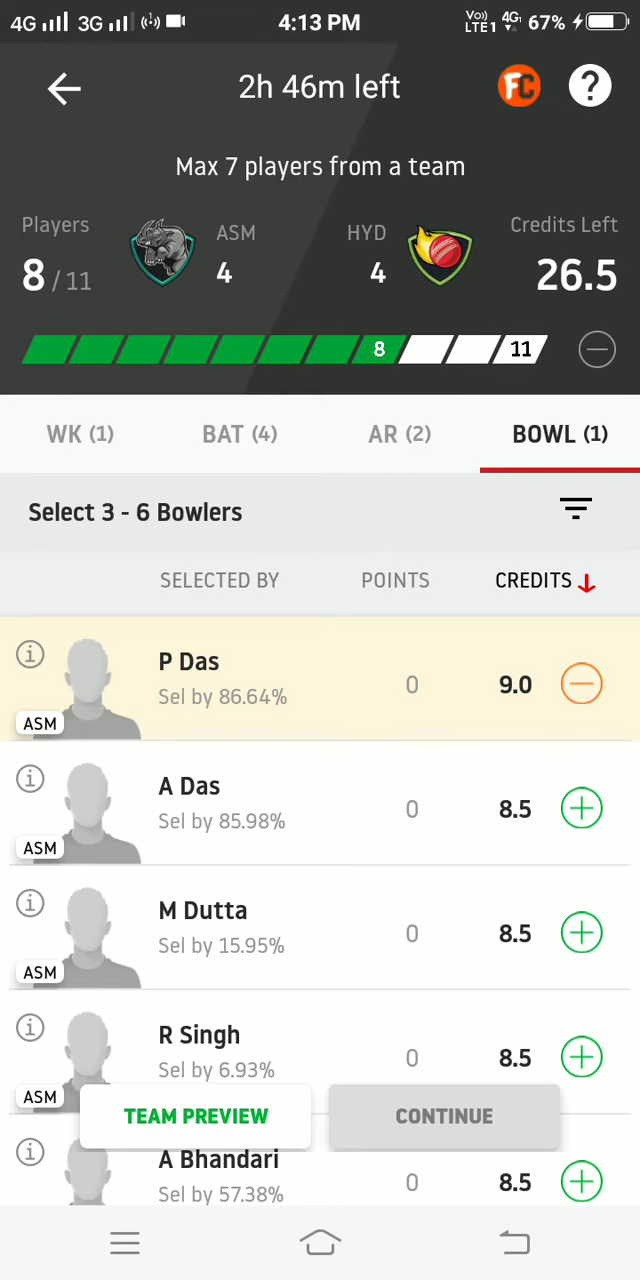 4G 3G 4:13 PM Vo)) LTE1 4G1 67%
2h 46m left FC ?
Max 7 players from a team
Players ASM HYD Credits Left
8 / 11 4 4 26.5
8 11
WK (1) BAT (4) AR (2) BOWL (1)
Select 3 - 6 Bowlers
SELECTED BY POINTS CREDITS
P Das
Sel by 86.64% 0 9.0
ASM
A Das
Sel by 85.98% 0 8.5
ASM
M Dutta
Sel by 15.95% 0 8.5
ASM
R Singh
Sel by 6.93% 0 8.5
ASM
TEAM PREVIEW CONTINUE
A Bhandari
Sel by 57.38% 0 8.5